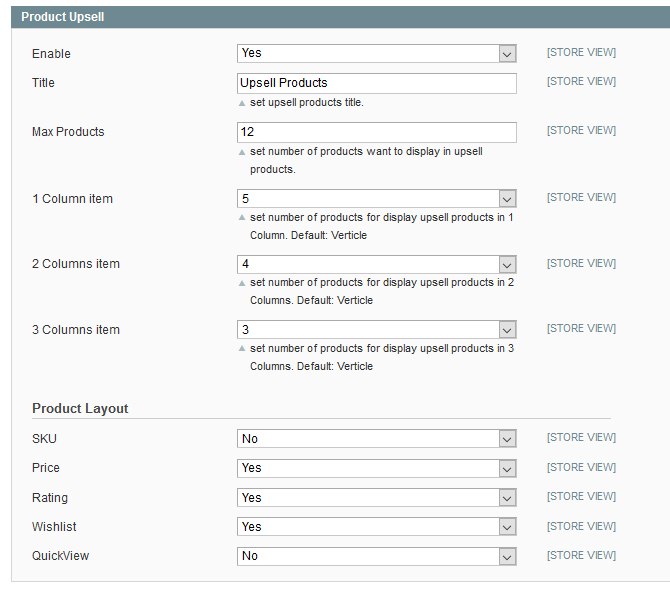 Product Upsell
Enable Yes [STORE VIEW]
Title Upsell Products [STORE VIEW]
set upsell products title.
Max Products 12 [STORE VIEW]
set number of products want to display in upsell
products.
1 Column item 5 [STORE VIEW]
set number of products for display upsell products in 1
Column. Default: Verticle
2 Columns item 4 [STORE VIEW]
set number of products for display upsell products in 2
Columns. Default: Verticle
3 Columns item 3 [STORE VIEW]
set number of products for display upsell products in 3
Columns. Default: Verticle
Product Layout
SKU No [STORE VIEW]
Price Yes [STORE VIEW]
Rating Yes [STORE VIEW]
Wishlist Yes [STORE VIEW]
QuickView No [STORE VIEW]